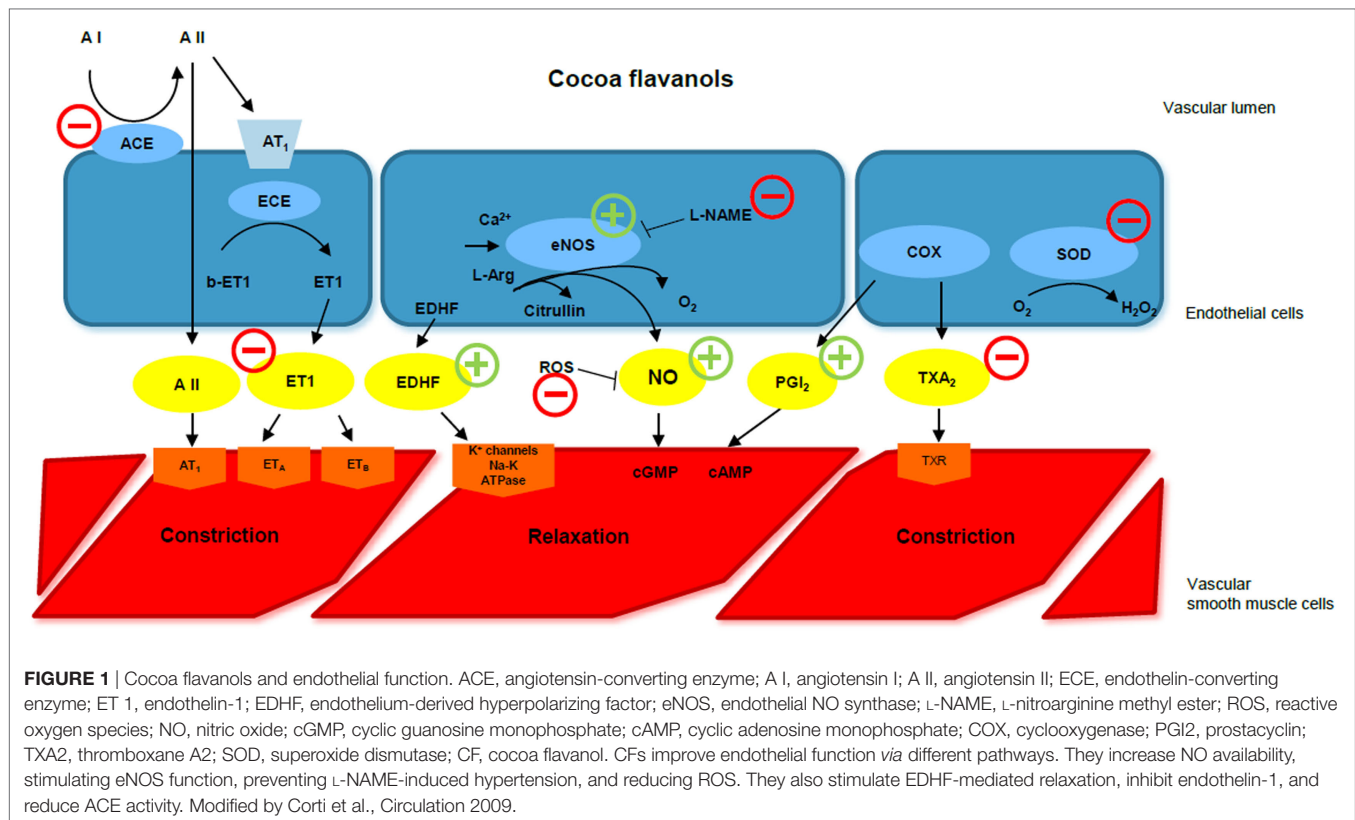 A I
A II
Cocoa flavanols
Vascular lumen
−
ACE
AT₁
ECE
b-ET1
ET1
Ca²⁺
eNOS
+
L-NAME
−
L-Arg
Citrullin
O₂
EDHF
COX
SOD
−
O₂
H₂O₂
Endothelial cells
A II
−
ET1
EDHF
+
ROS
−
NO
+
PGI₂
+
TXA₂
−
AT₁
ET_A
ET_B
K⁺ channels
Na-K
ATPase
cGMP
cAMP
TXR
Constriction
Relaxation
Constriction
Vascular
smooth muscle cells
FIGURE 1 | Cocoa flavanols and endothelial function. ACE, angiotensin-converting enzyme; A I, angiotensin I; A II, angiotensin II; ECE, endothelin-converting
enzyme; ET 1, endothelin-1; EDHF, endothelium-derived hyperpolarizing factor; eNOS, endothelial NO synthase; L-NAME, L-nitroarginine methyl ester; ROS, reactive
oxygen species; NO, nitric oxide; cGMP, cyclic guanosine monophosphate; cAMP, cyclic adenosine monophosphate; COX, cyclooxygenase; PGI2, prostacyclin;
TXA2, thromboxane A2; SOD, superoxide dismutase; CF, cocoa flavanol. CFs improve endothelial function via different pathways. They increase NO availability,
stimulating eNOS function, preventing L-NAME-induced hypertension, and reducing ROS. They also stimulate EDHF-mediated relaxation, inhibit endothelin-1, and
reduce ACE activity. Modified by Corti et al., Circulation 2009.